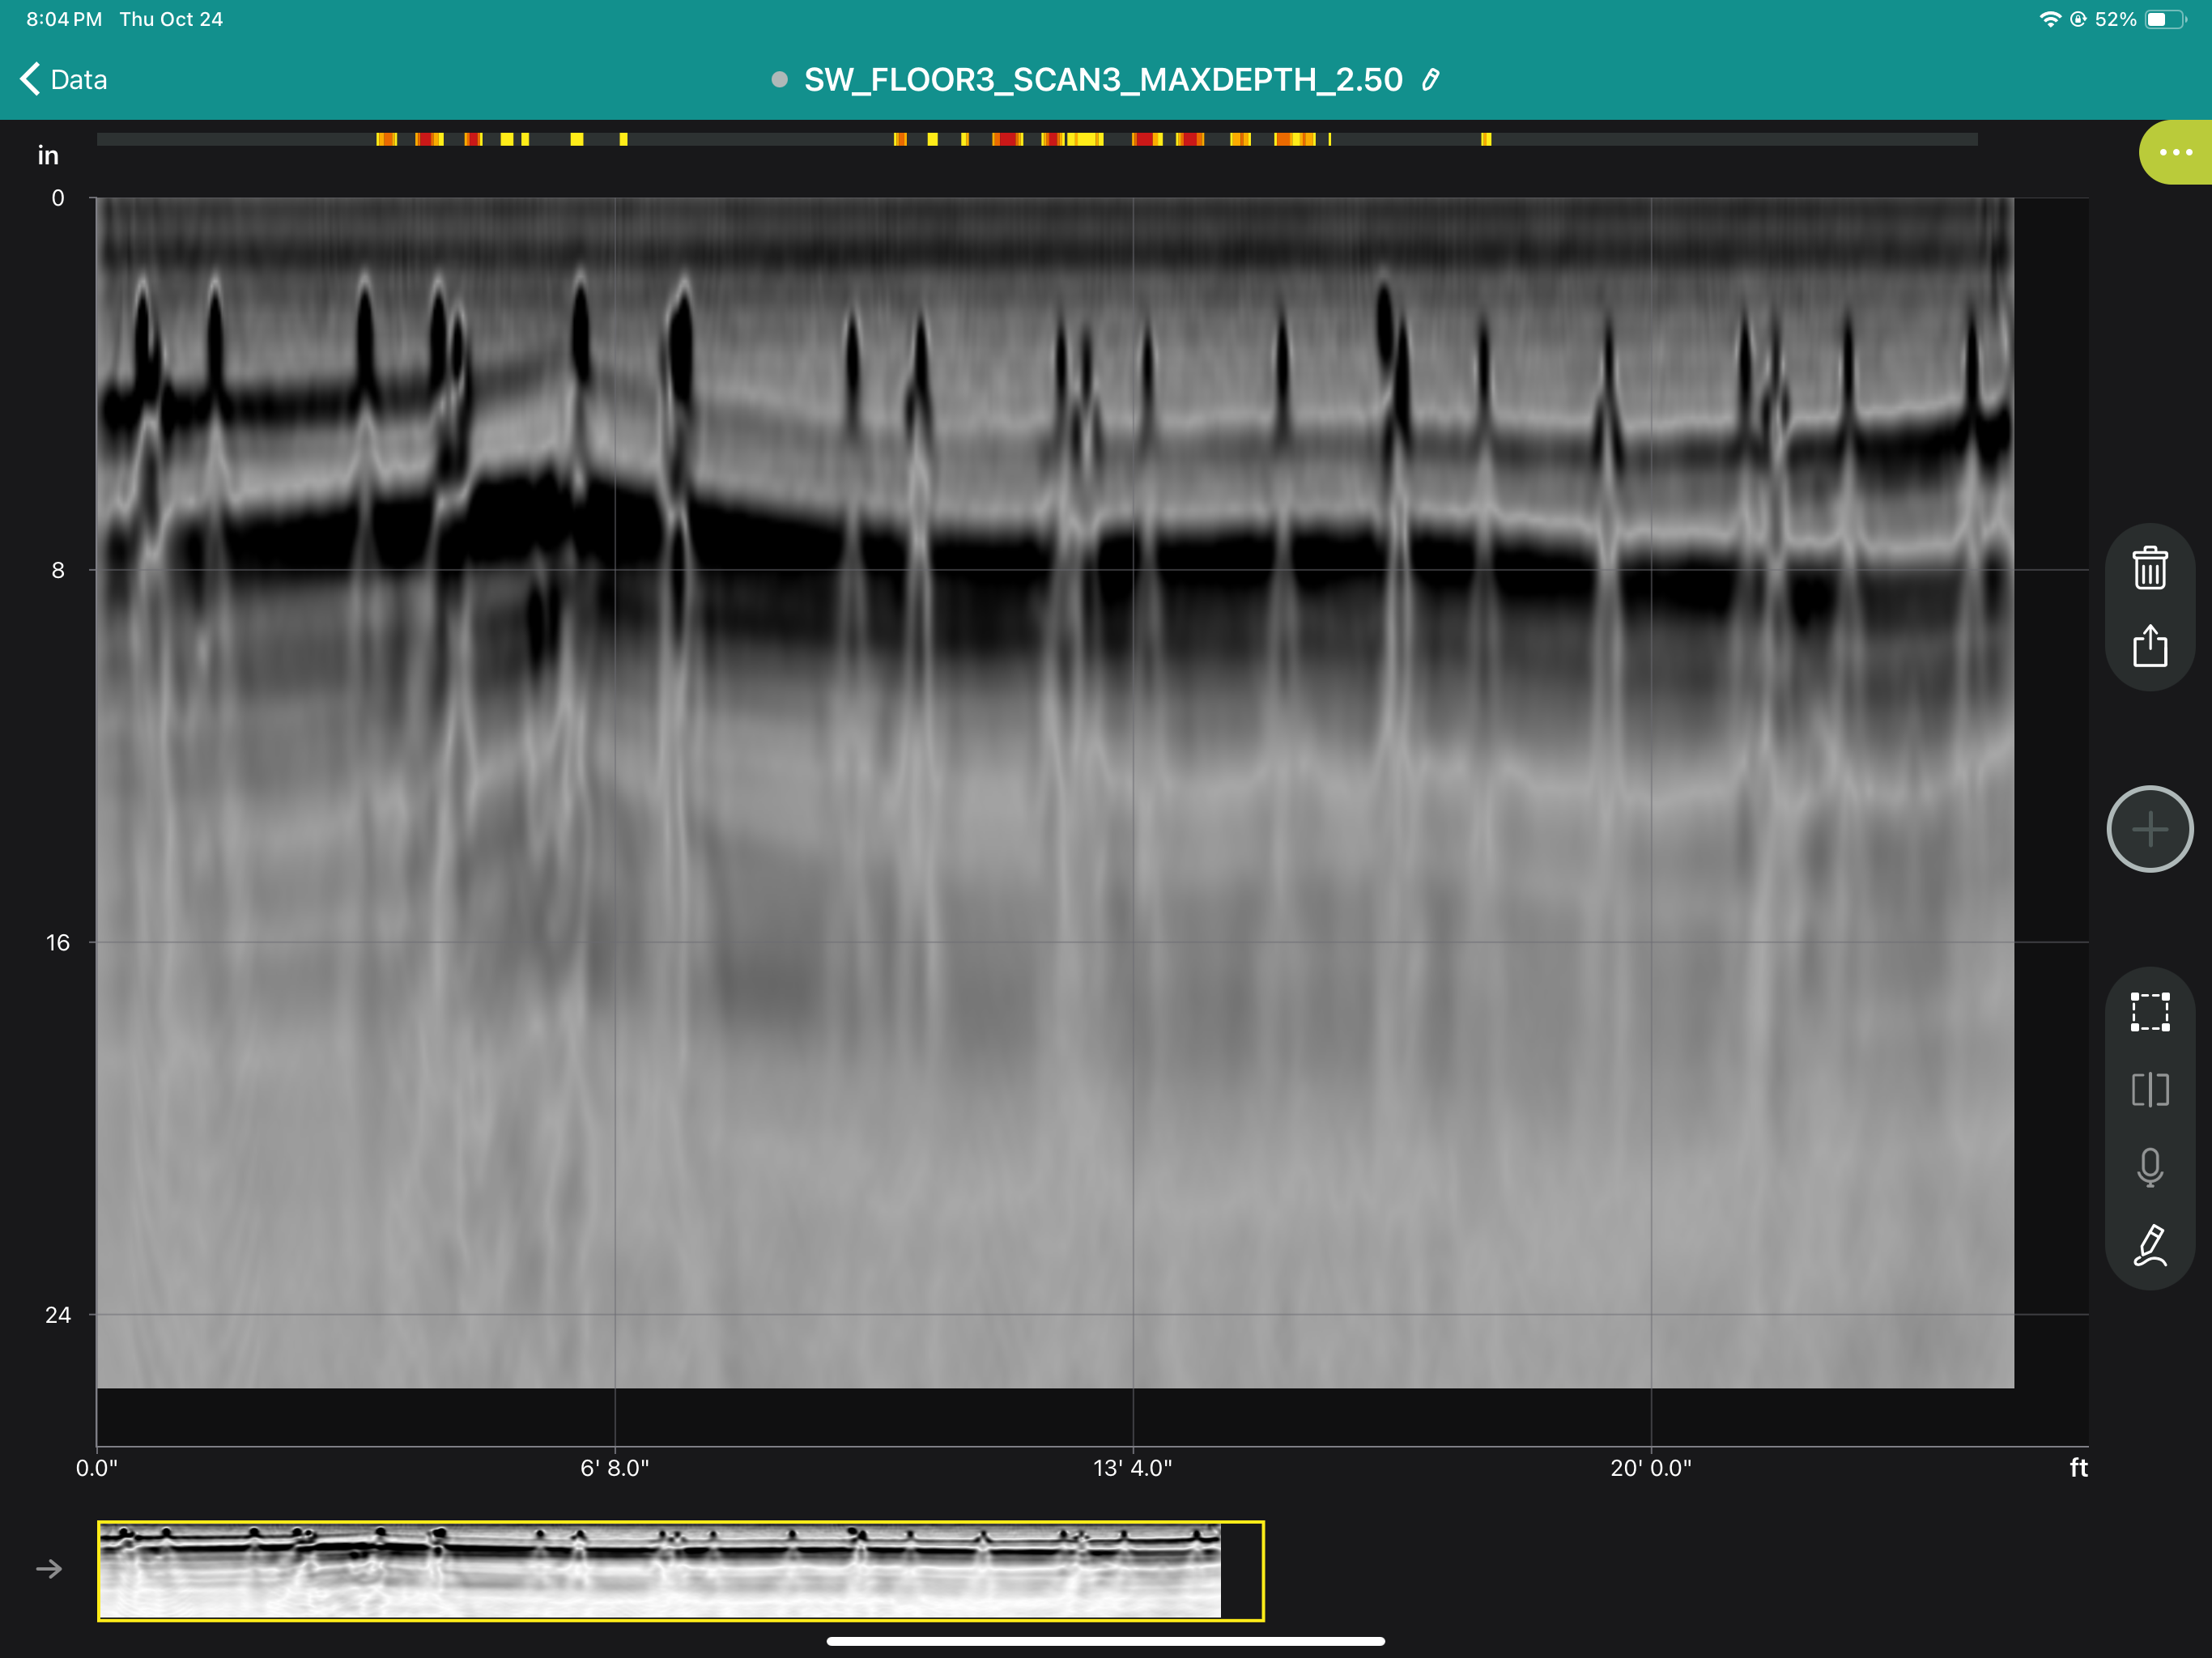 8:04 PM Thu Oct 24
52%
Data
SW_FLOOR3_SCAN3_MAXDEPTH_2.50
in
0
8
16
24
0.0" 6' 8.0" 13' 4.0" 20' 0.0" ft